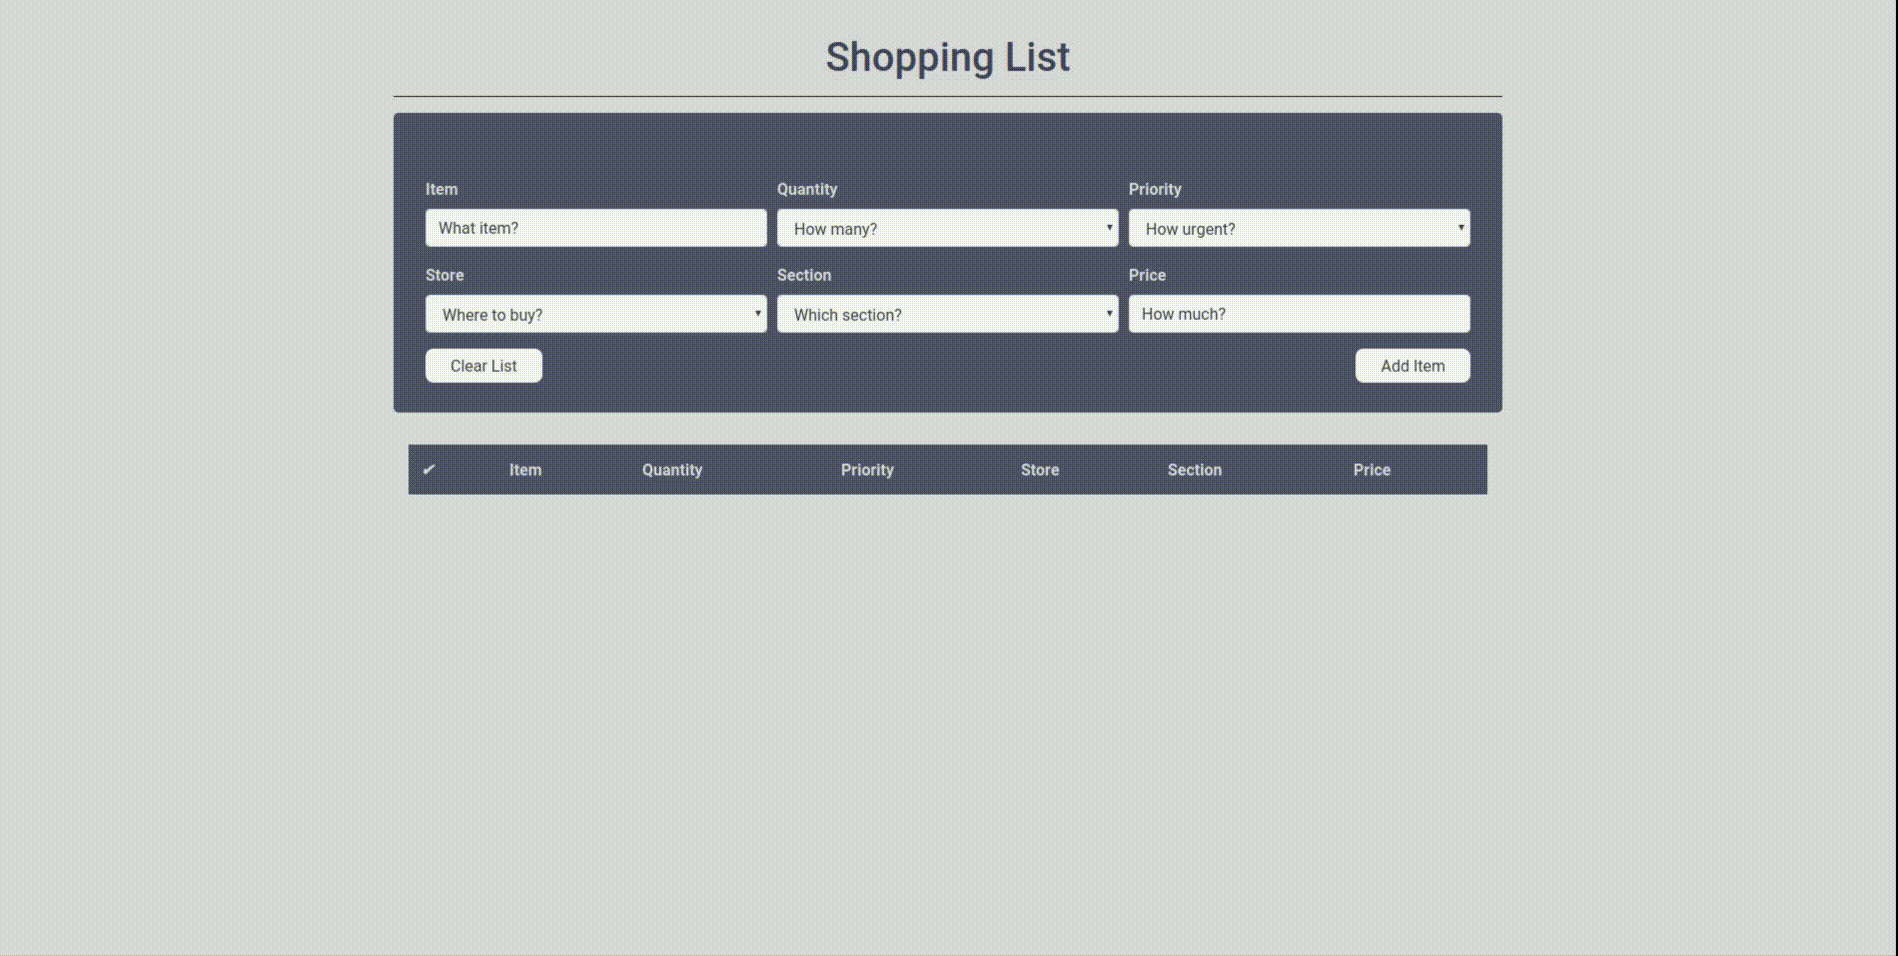 Shopping List
Item Quantity Priority
What item? How many? How urgent?
Store Section Price
Where to buy? Which section? How much?
Clear List Add Item
✔ Item Quantity Priority Store Section Price